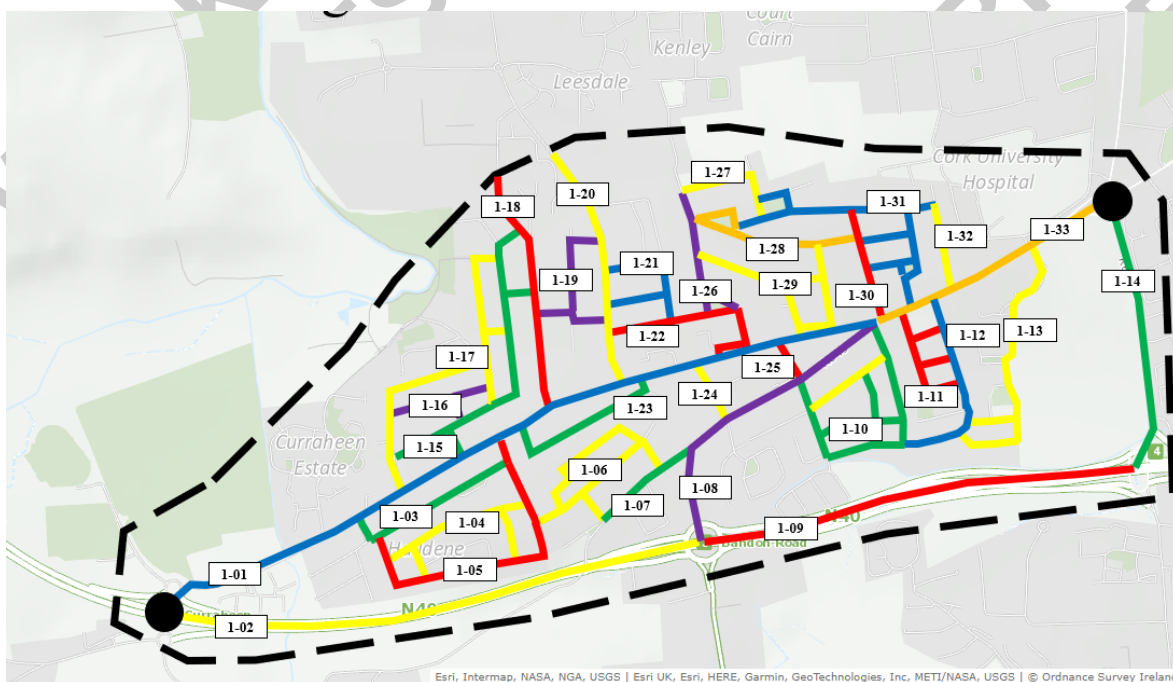 Court
Cairn
Kenley
Leesdale
Cork University
Hospital
1-27
1-18
1-20
1-31
1-33
1-32
1-28
1-21
1-19
1-29
1-26
1-14
1-30
1-22
1-12
1-13
1-17
1-25
1-24
1-11
1-16
1-23
1-10
1-15
Curraheen
Estate
4
1-06
1-08
1-07
1-03
1-04
N40
1-09
Bandon Road
1-05
1-01
N40
1-02
Esri, Intermap, NASA, NGA, USGS | Esri UK, Esri, HERE, Garmin, GeoTechnologies, Inc, METI/NASA, USGS | © Ordnance Survey Ireland